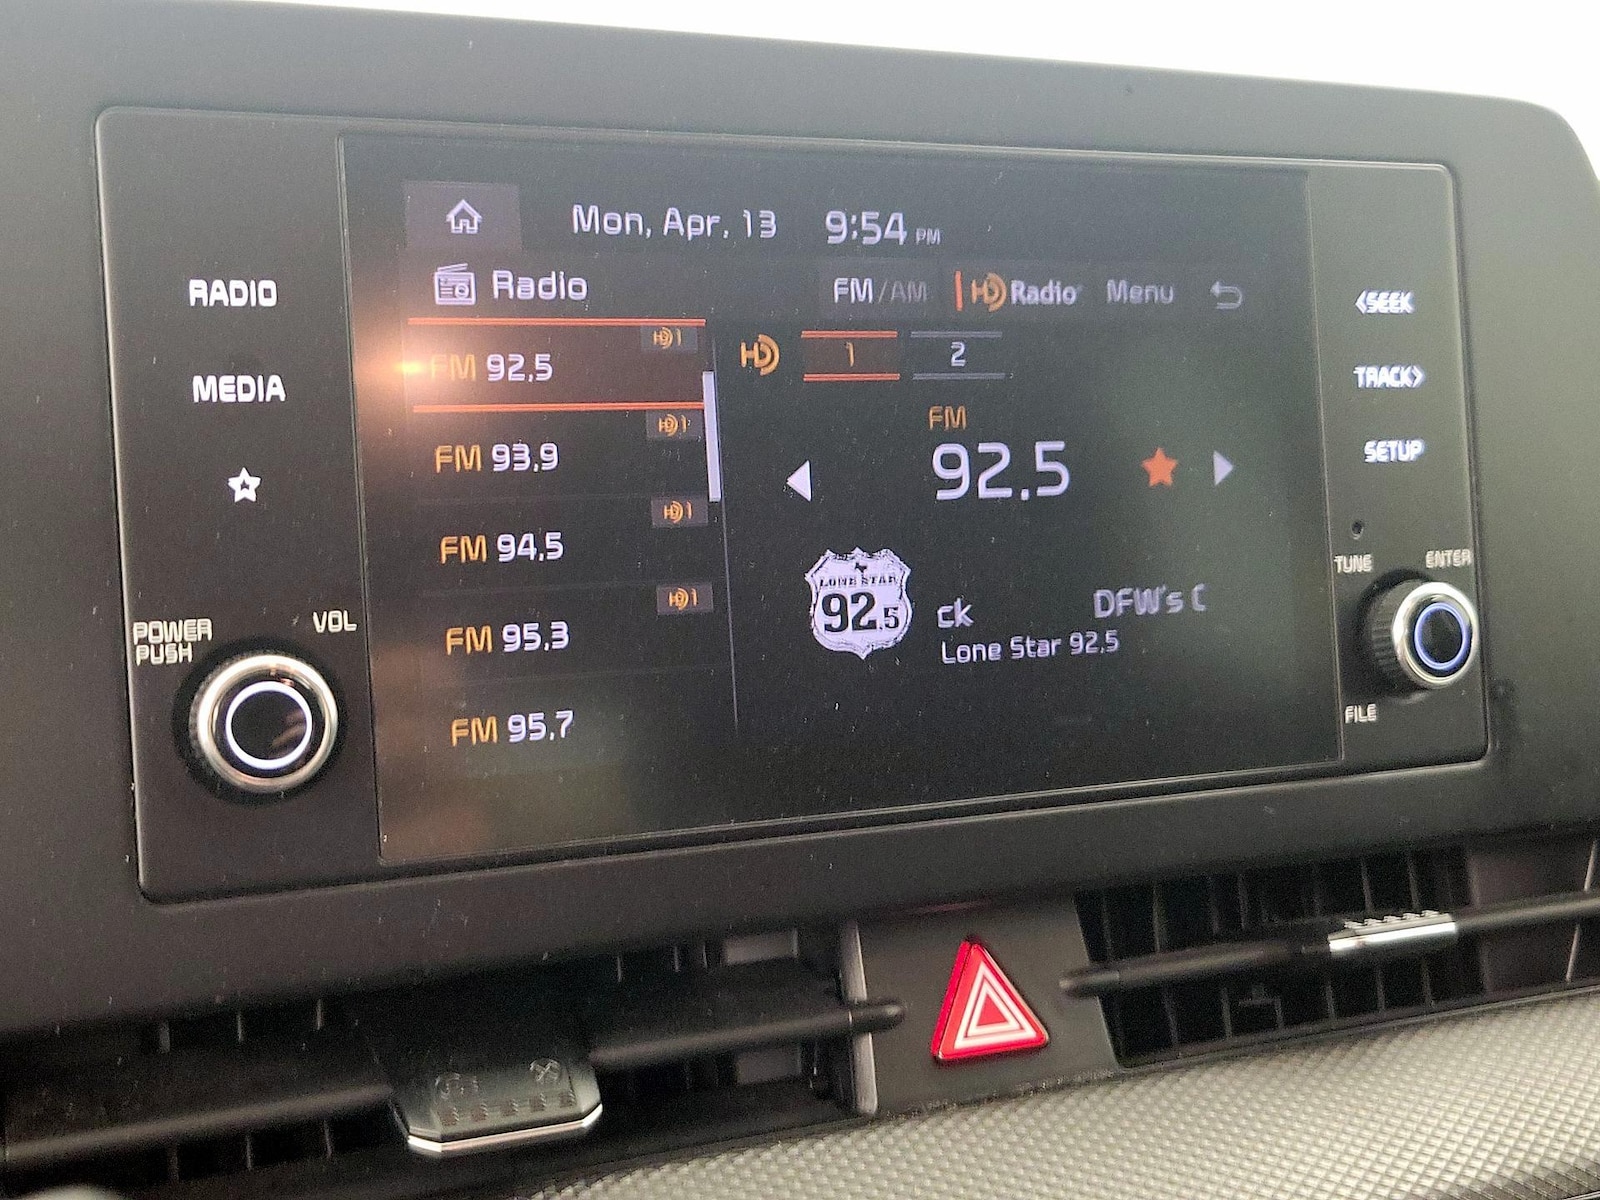 Mon, Apr. 13 9:54 PM
Radio FM/AM HD Radio Menu
RADIO
MEDIA
POWER PUSH VOL
FM 92.5 HD1
FM 93.9 HD1
FM 94.5 HD1
FM 95.3 HD1
FM 95.7
HD 1 2
FM
92.5
LONE STAR
92.5
ck DFW's C
Lone Star 92.5
<SEEK
TRACK>
SETUP
TUNE ENTER
FILE